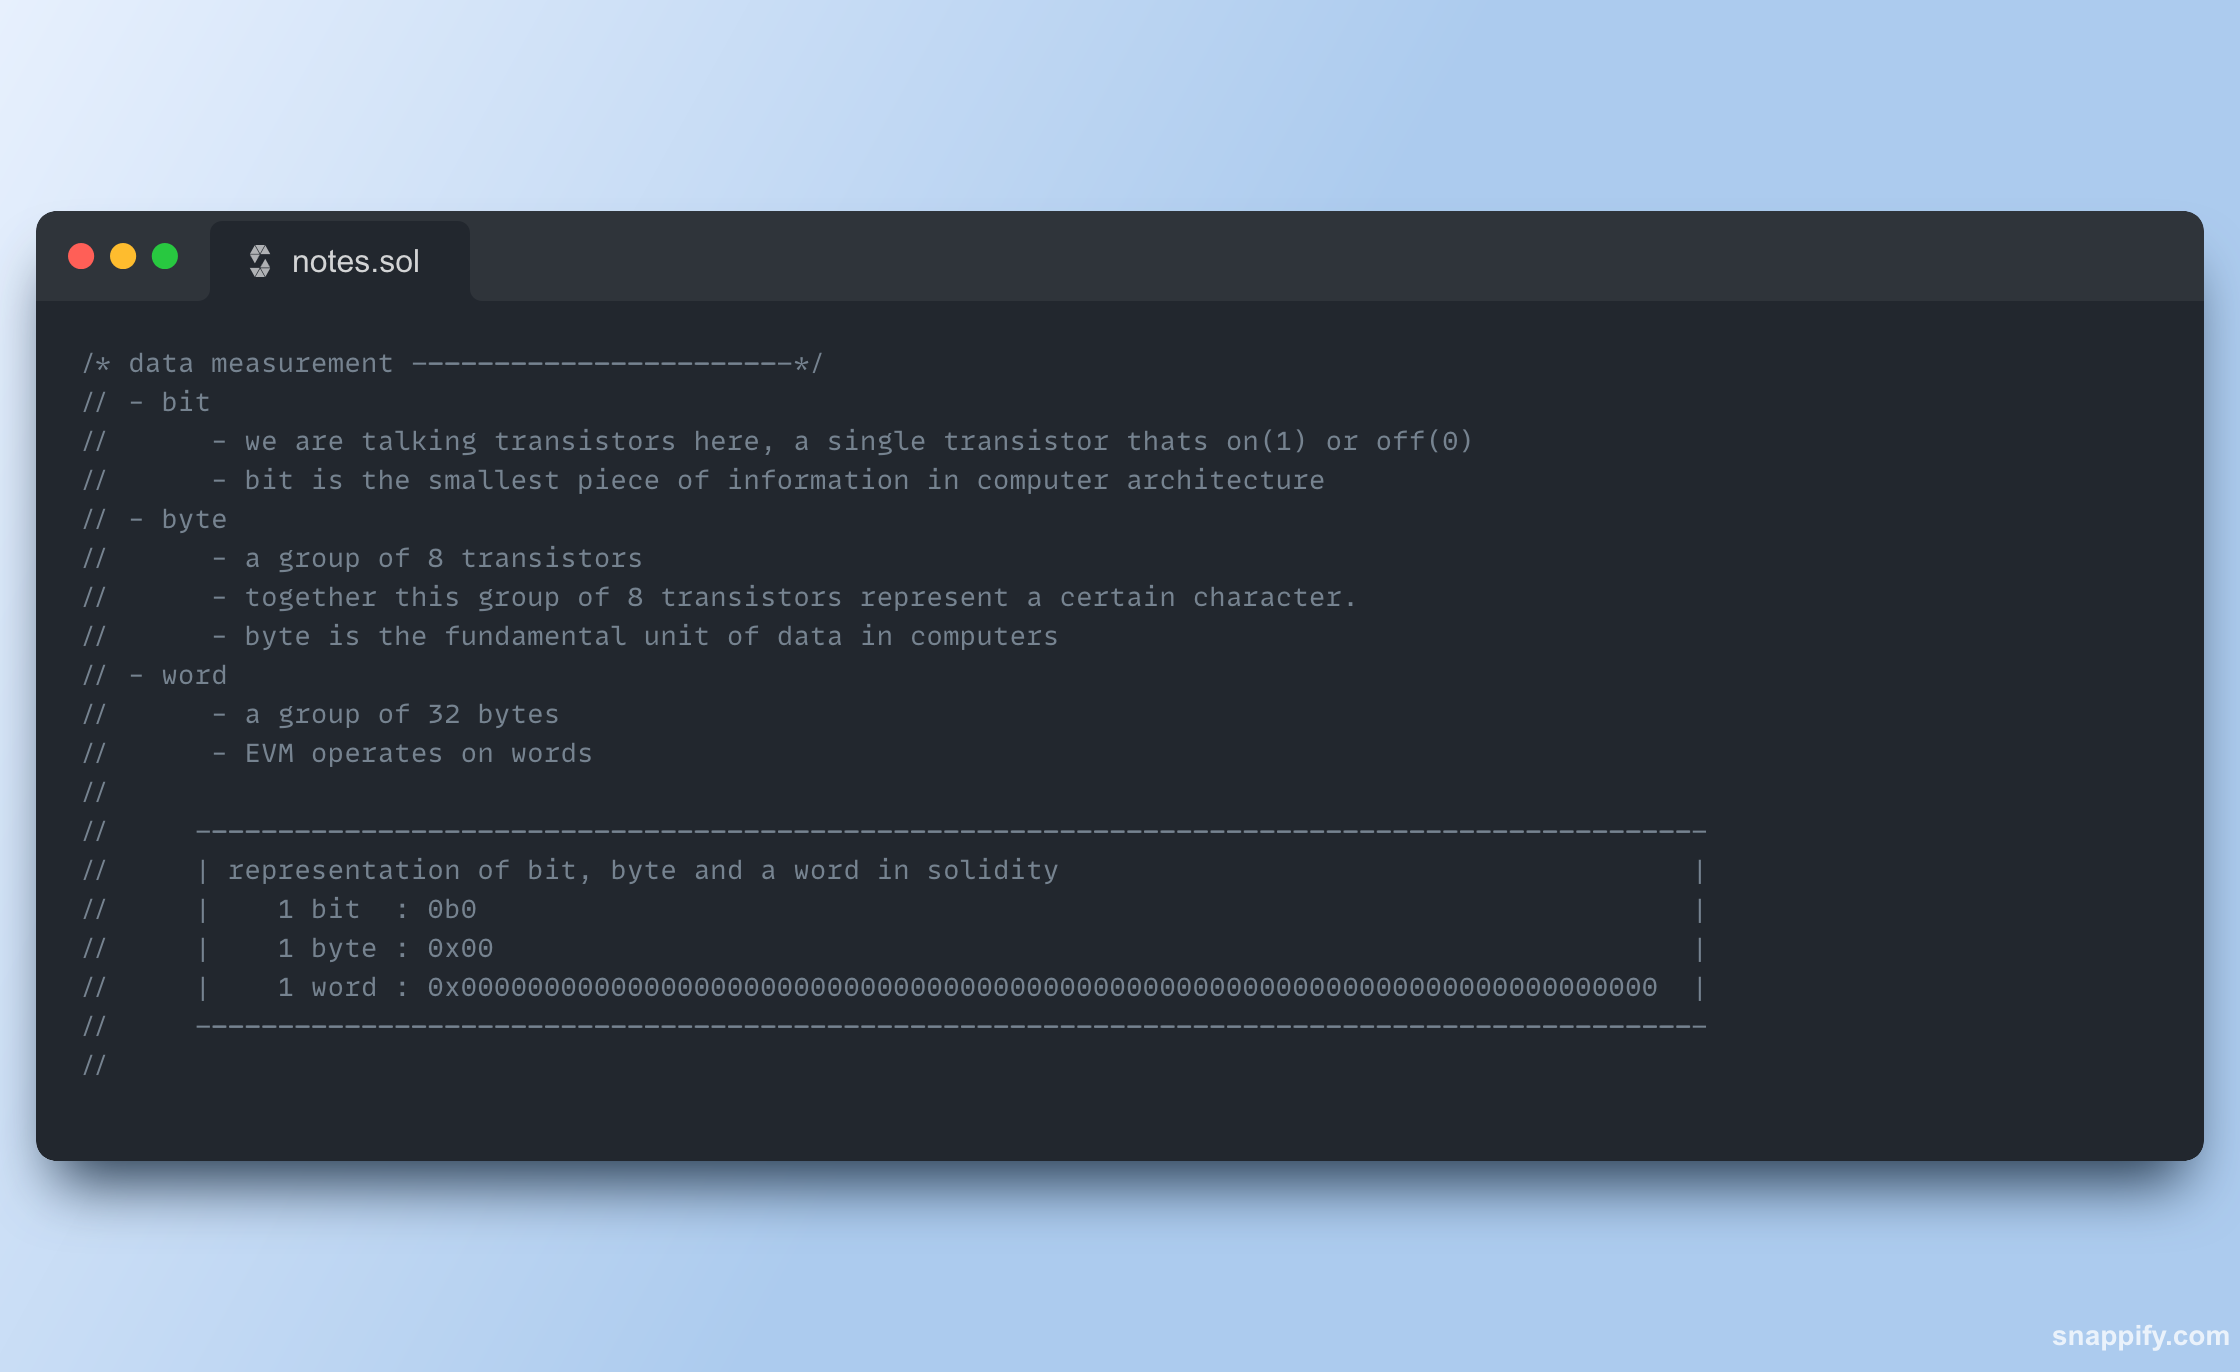 /* data measurement -----------------------*/
// - bit
//      - we are talking transistors here, a single transistor thats on(1) or off(0)
//      - bit is the smallest piece of information in computer architecture
// - byte
//      - a group of 8 transistors
//      - together this group of 8 transistors represent a certain character.
//      - byte is the fundamental unit of data in computers
// - word
//      - a group of 32 bytes
//      - EVM operates on words
//
//     -------------------------------------------------------------------------------------------
//     | representation of bit, byte and a word in solidity                                      |
//     |    1 bit  : 0b0                                                                         |
//     |    1 byte : 0x00                                                                        |
//     |    1 word : 0x000000000000000000000000000000000000000000000000000000000000000000000000  |
//     -------------------------------------------------------------------------------------------
//
notes.sol
snappify.com